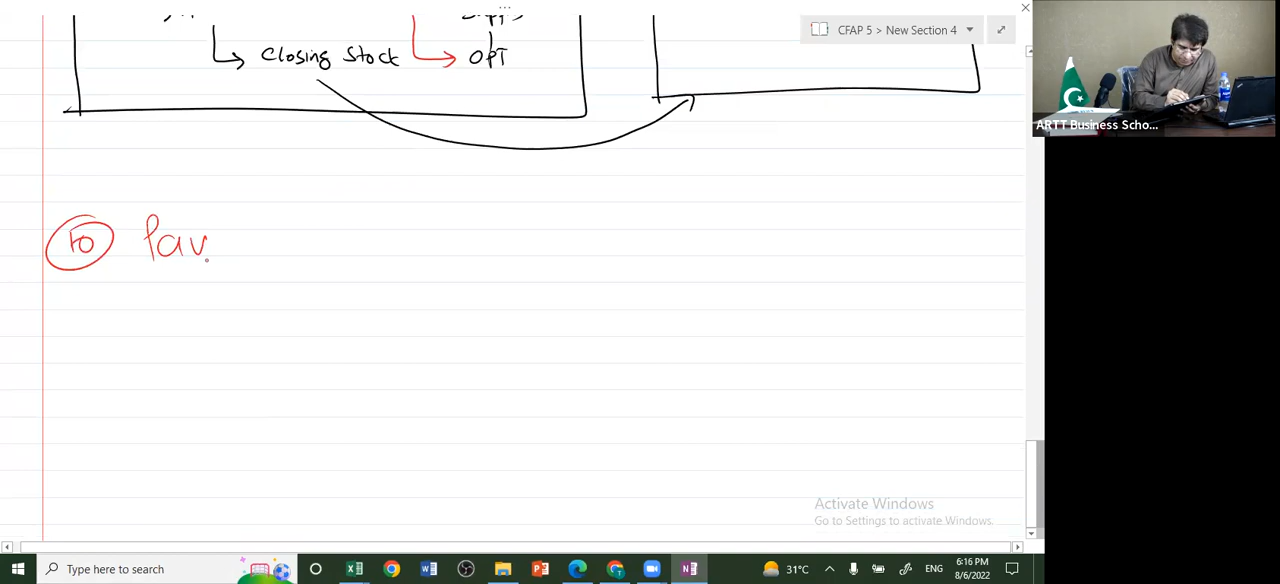 CFAP 5 > New Section 4
Closing Stock
OPT
ARTT Business Scho...
10 Pav
Activate Windows
Go to Settings to activate Windows.
Type here to search
31°C
ENG
6:16 PM
8/6/2022